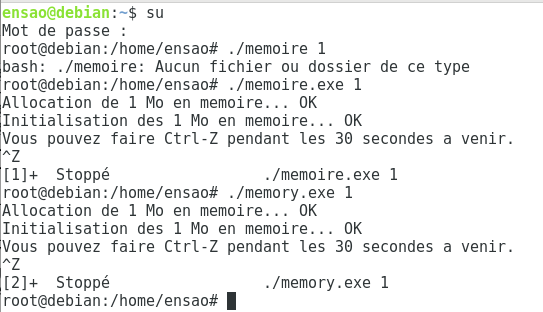 ensao@debian:~$ su
Mot de passe :
root@debian:/home/ensao# ./memoire 1
bash: ./memoire: Aucun fichier ou dossier de ce type
root@debian:/home/ensao# ./memoire.exe 1
Allocation de 1 Mo en memoire... OK
Initialisation des 1 Mo en memoire... OK
Vous pouvez faire Ctrl-Z pendant les 30 secondes a venir.
^Z
[1]+  Stoppé                 ./memoire.exe 1
root@debian:/home/ensao# ./memory.exe 1
Allocation de 1 Mo en memoire... OK
Initialisation des 1 Mo en memoire... OK
Vous pouvez faire Ctrl-Z pendant les 30 secondes a venir.
^Z
[2]+  Stoppé                 ./memory.exe 1
root@debian:/home/ensao#